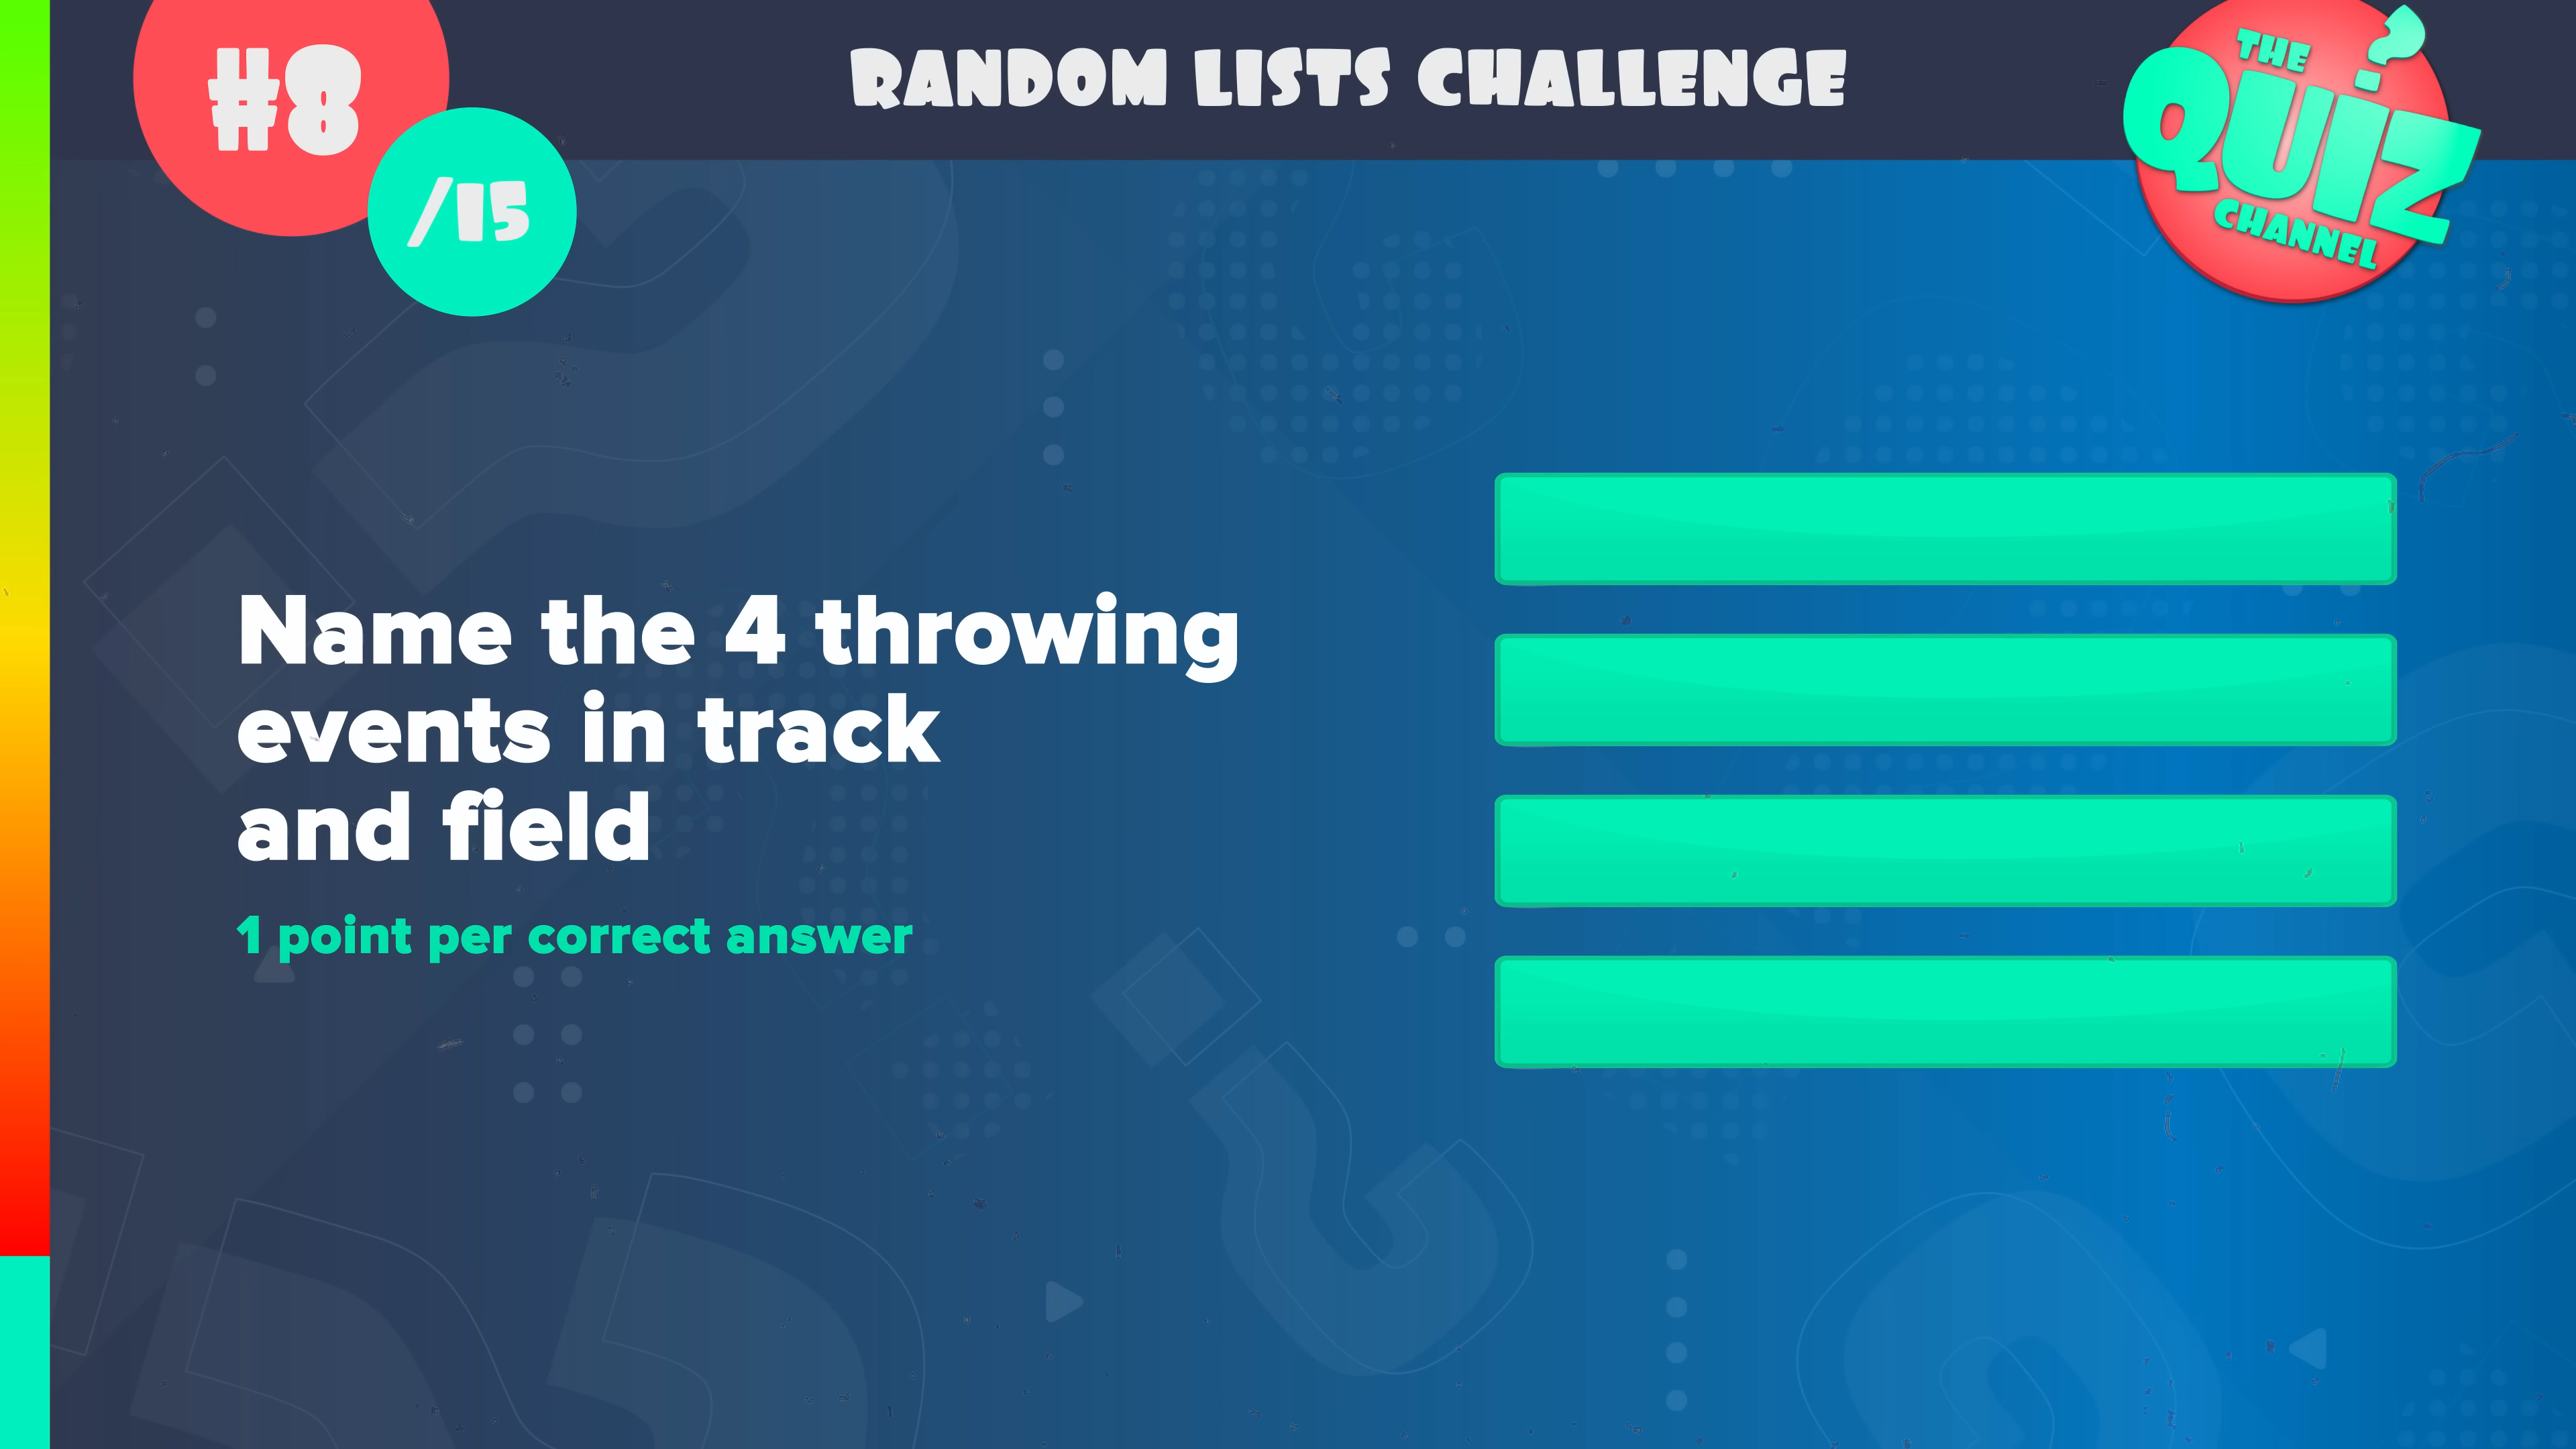 #8
/15
RANDOM LISTS CHALLENGE
THE
QUIZ
CHANNEL
?
Name the 4 throwing
events in track
and field
1 point per correct answer